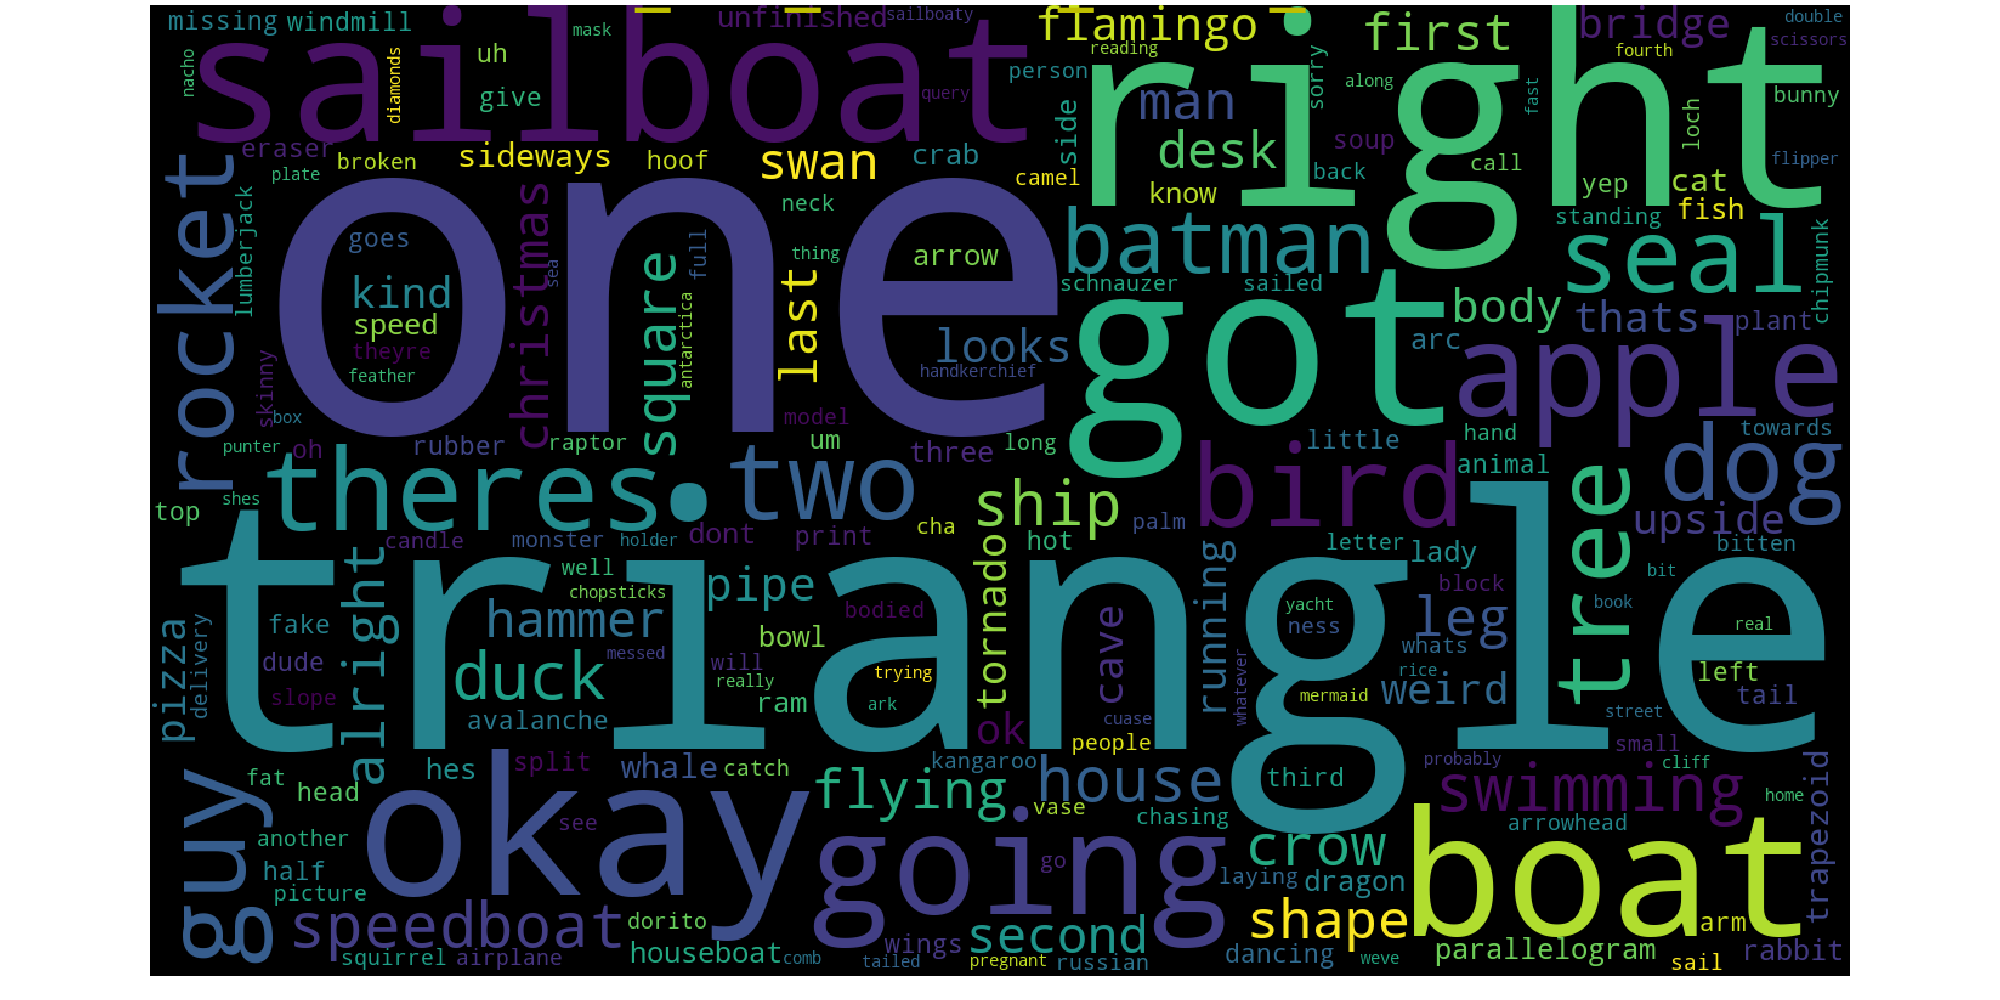 missing windmill
unfinished sailboaty
flamingo first bridge double
scissors
fourth
reading
mask
uh
nacho
diamonds
sailboat
right
person
man
sorry
along
fast
bunny
give
query
side
desk
soup
call
loch
flipper
eraser
broken
sideways
hoof
swan
crab
camel
know
back
yep
cat
fish
plate
rocket
lumberjack
one
christmas
neck
batman
standing
seal
chipmunk
goes
full
thing
arrow
sea
kind
square
last
schnauzer
sailed
body
thats
plant
speed
theyre
antarctica
looks
got
arc
apple
feather
handkerchief
skinny
box
model
punter
oh
rubber
raptor
um
three
long
little
hand
towards
theres
two
bird
animal
tree
dog
top
shes
ship
cha
palm
upside
candle
monster
holder
dont
print
hot
letter
lady
bitten
alright
triangle
well
tornado
running
block
bit
chopsticks
pipe
bodied
yacht
book
pizza
delivery
fake
hammer
bowl
cave
ness
leg
whats
real
dude
duck
messed
will
really
trying
whatever
rice
left
slope
ram
ark
mermaid
weird
tail
avalanche
ok
cuase
street
people
small
fat
hes
split
whale
catch
kangaroo
house
third
probably
cliff
head
okay
flying
vase
swimming
home
guy
another
see
going
chasing
arrowhead
trapezoid
crow
boat
half
go
laying
dragon
picture
speedboat
dorito
second
shape
arm
squirrel
airplane
houseboat
comb
wings
tailed
pregnant
russian
dancing
weve
parallelogram
sail
rabbit